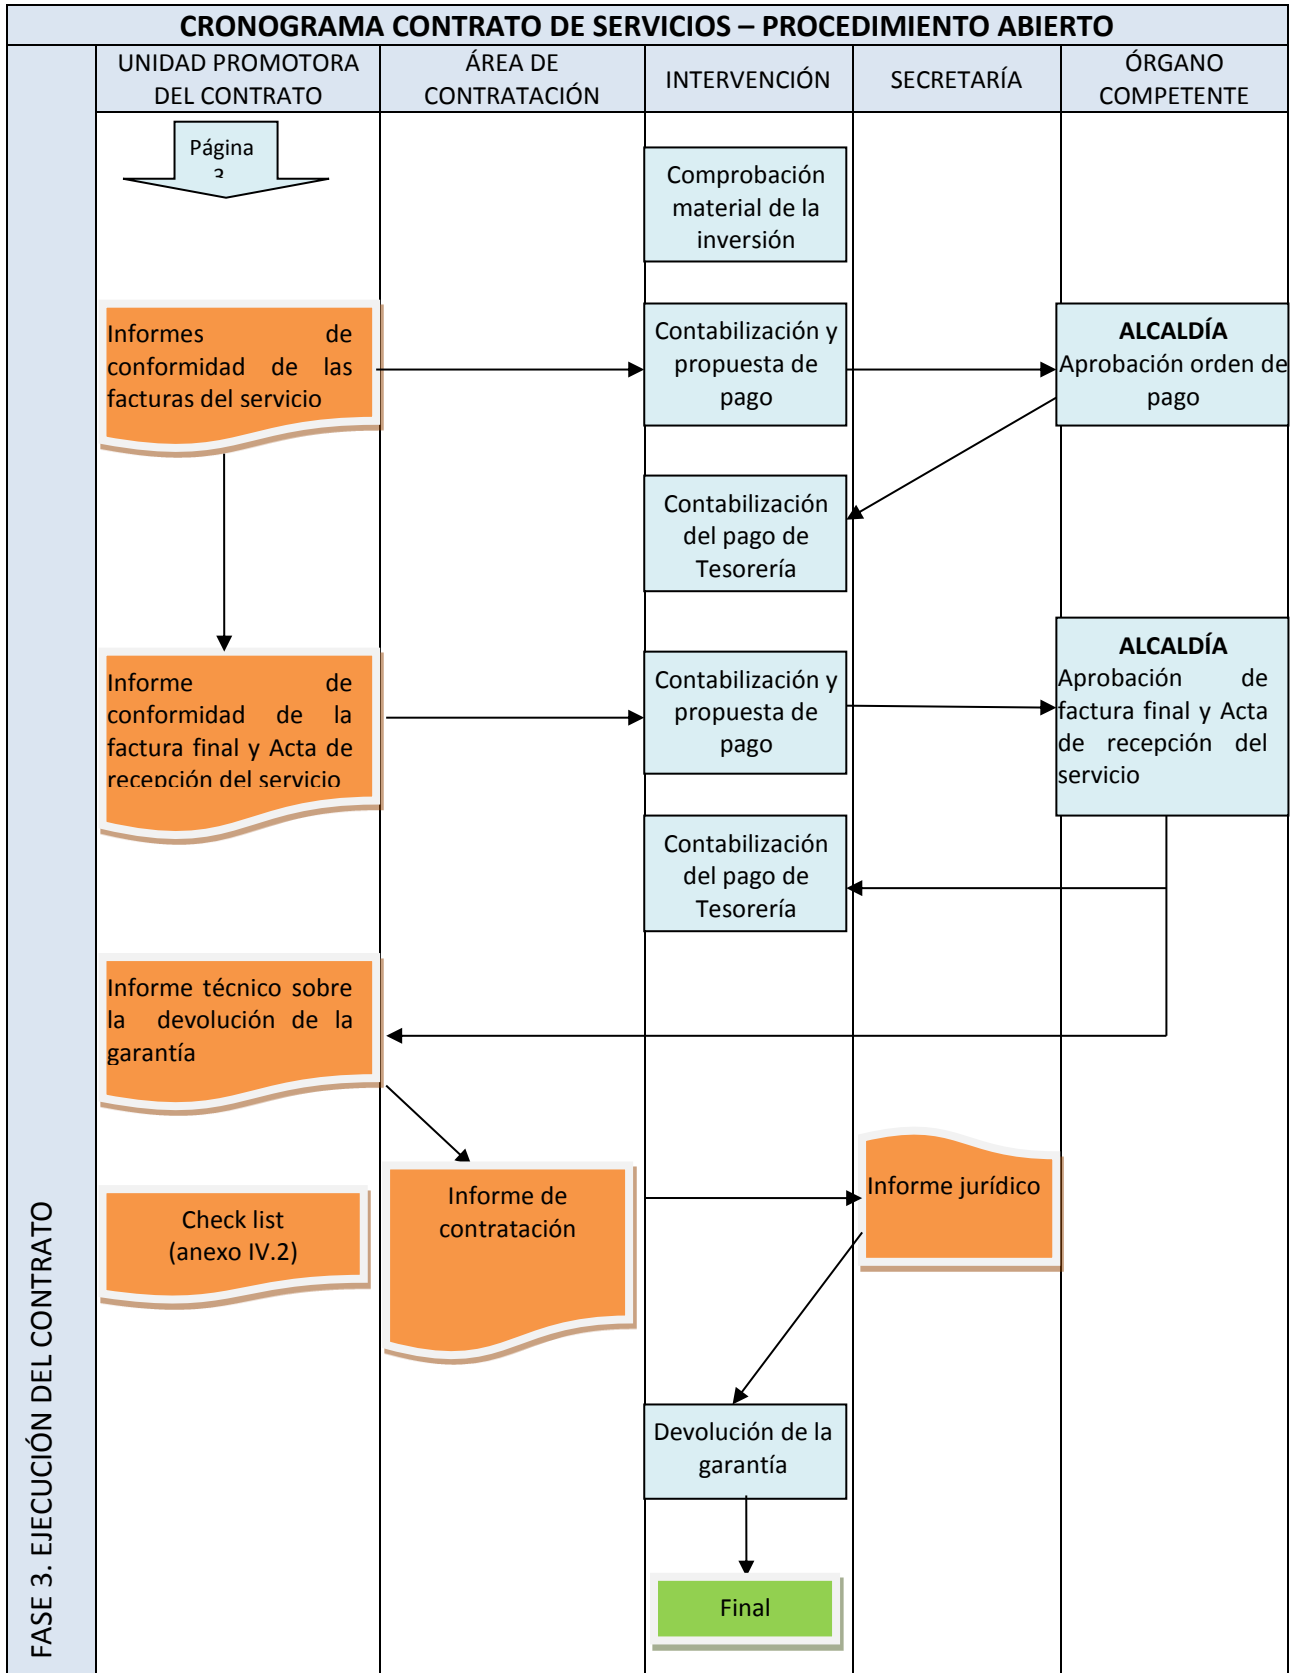 CRONOGRAMA CONTRATO DE SERVICIOS – PROCEDIMIENTO ABIERTO
UNIDAD PROMOTORA
DEL CONTRATO
ÁREA DE
CONTRATACIÓN
INTERVENCIÓN
SECRETARÍA
ÓRGANO
COMPETENTE
FASE 3. EJECUCIÓN DEL CONTRATO
Página
3
Comprobación
material de la
inversión
Informes de
conformidad de las
facturas del servicio
Contabilización y
propuesta de
pago
ALCALDÍA
Aprobación orden de
pago
Contabilización
del pago de
Tesorería
Informe de
conformidad de la
factura final y Acta de
recepción del servicio
Contabilización y
propuesta de
pago
ALCALDÍA
Aprobación de
factura final y Acta
de recepción del
servicio
Contabilización
del pago de
Tesorería
Informe técnico sobre
la devolución de la
garantía
Informe de
contratación
Informe jurídico
Check list
(anexo IV.2)
Devolución de la
garantía
Final